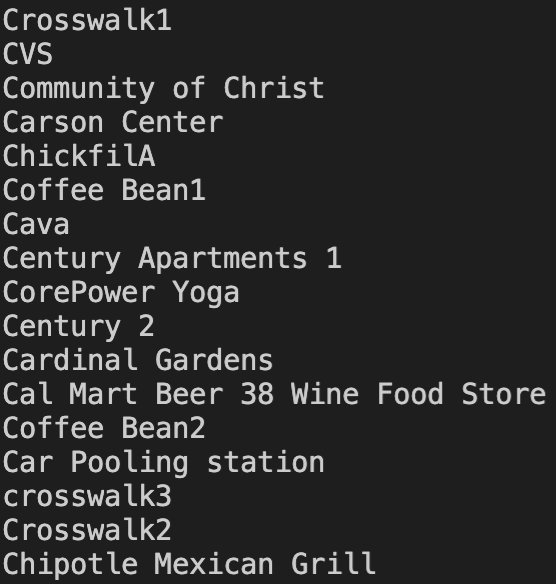 Crosswalk1
CVS
Community of Christ
Carson Center
ChickfilA
Coffee Bean1
Cava
Century Apartments 1
CorePower Yoga
Century 2
Cardinal Gardens
Cal Mart Beer 38 Wine Food Store
Coffee Bean2
Car Pooling station
crosswalk3
Crosswalk2
Chipotle Mexican Grill